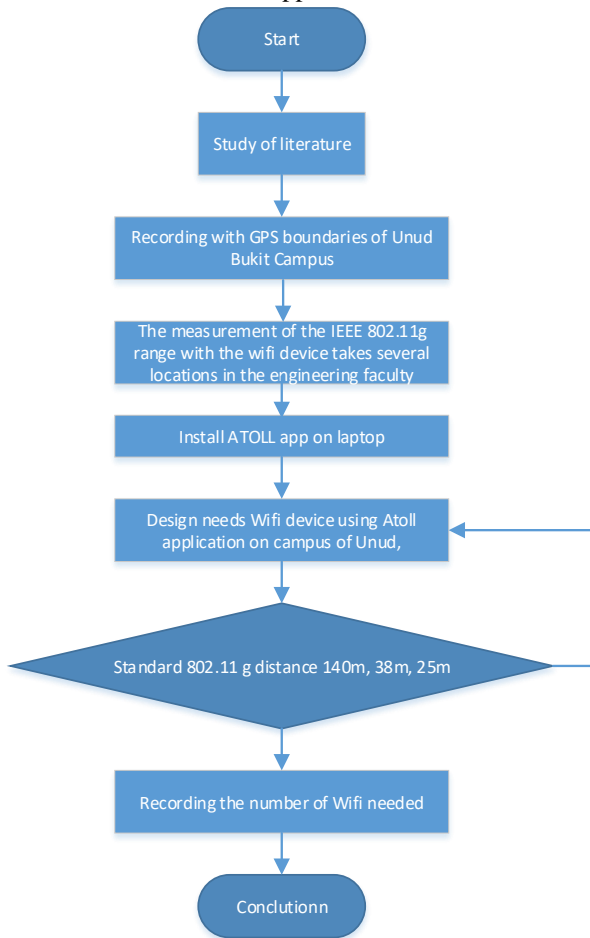 Start
Study of literature
Recording with GPS boundaries of Unud
Bukit Campus
The measurement of the IEEE 802.11g
range with the wifi device takes several
locations in the engineering faculty
Install ATOLL app on laptop
Design needs Wifi device using Atoll
application on campus of Unud,
Standard 802.11 g distance 140m, 38m, 25m
Recording the number of Wifi needed
Conclutionn